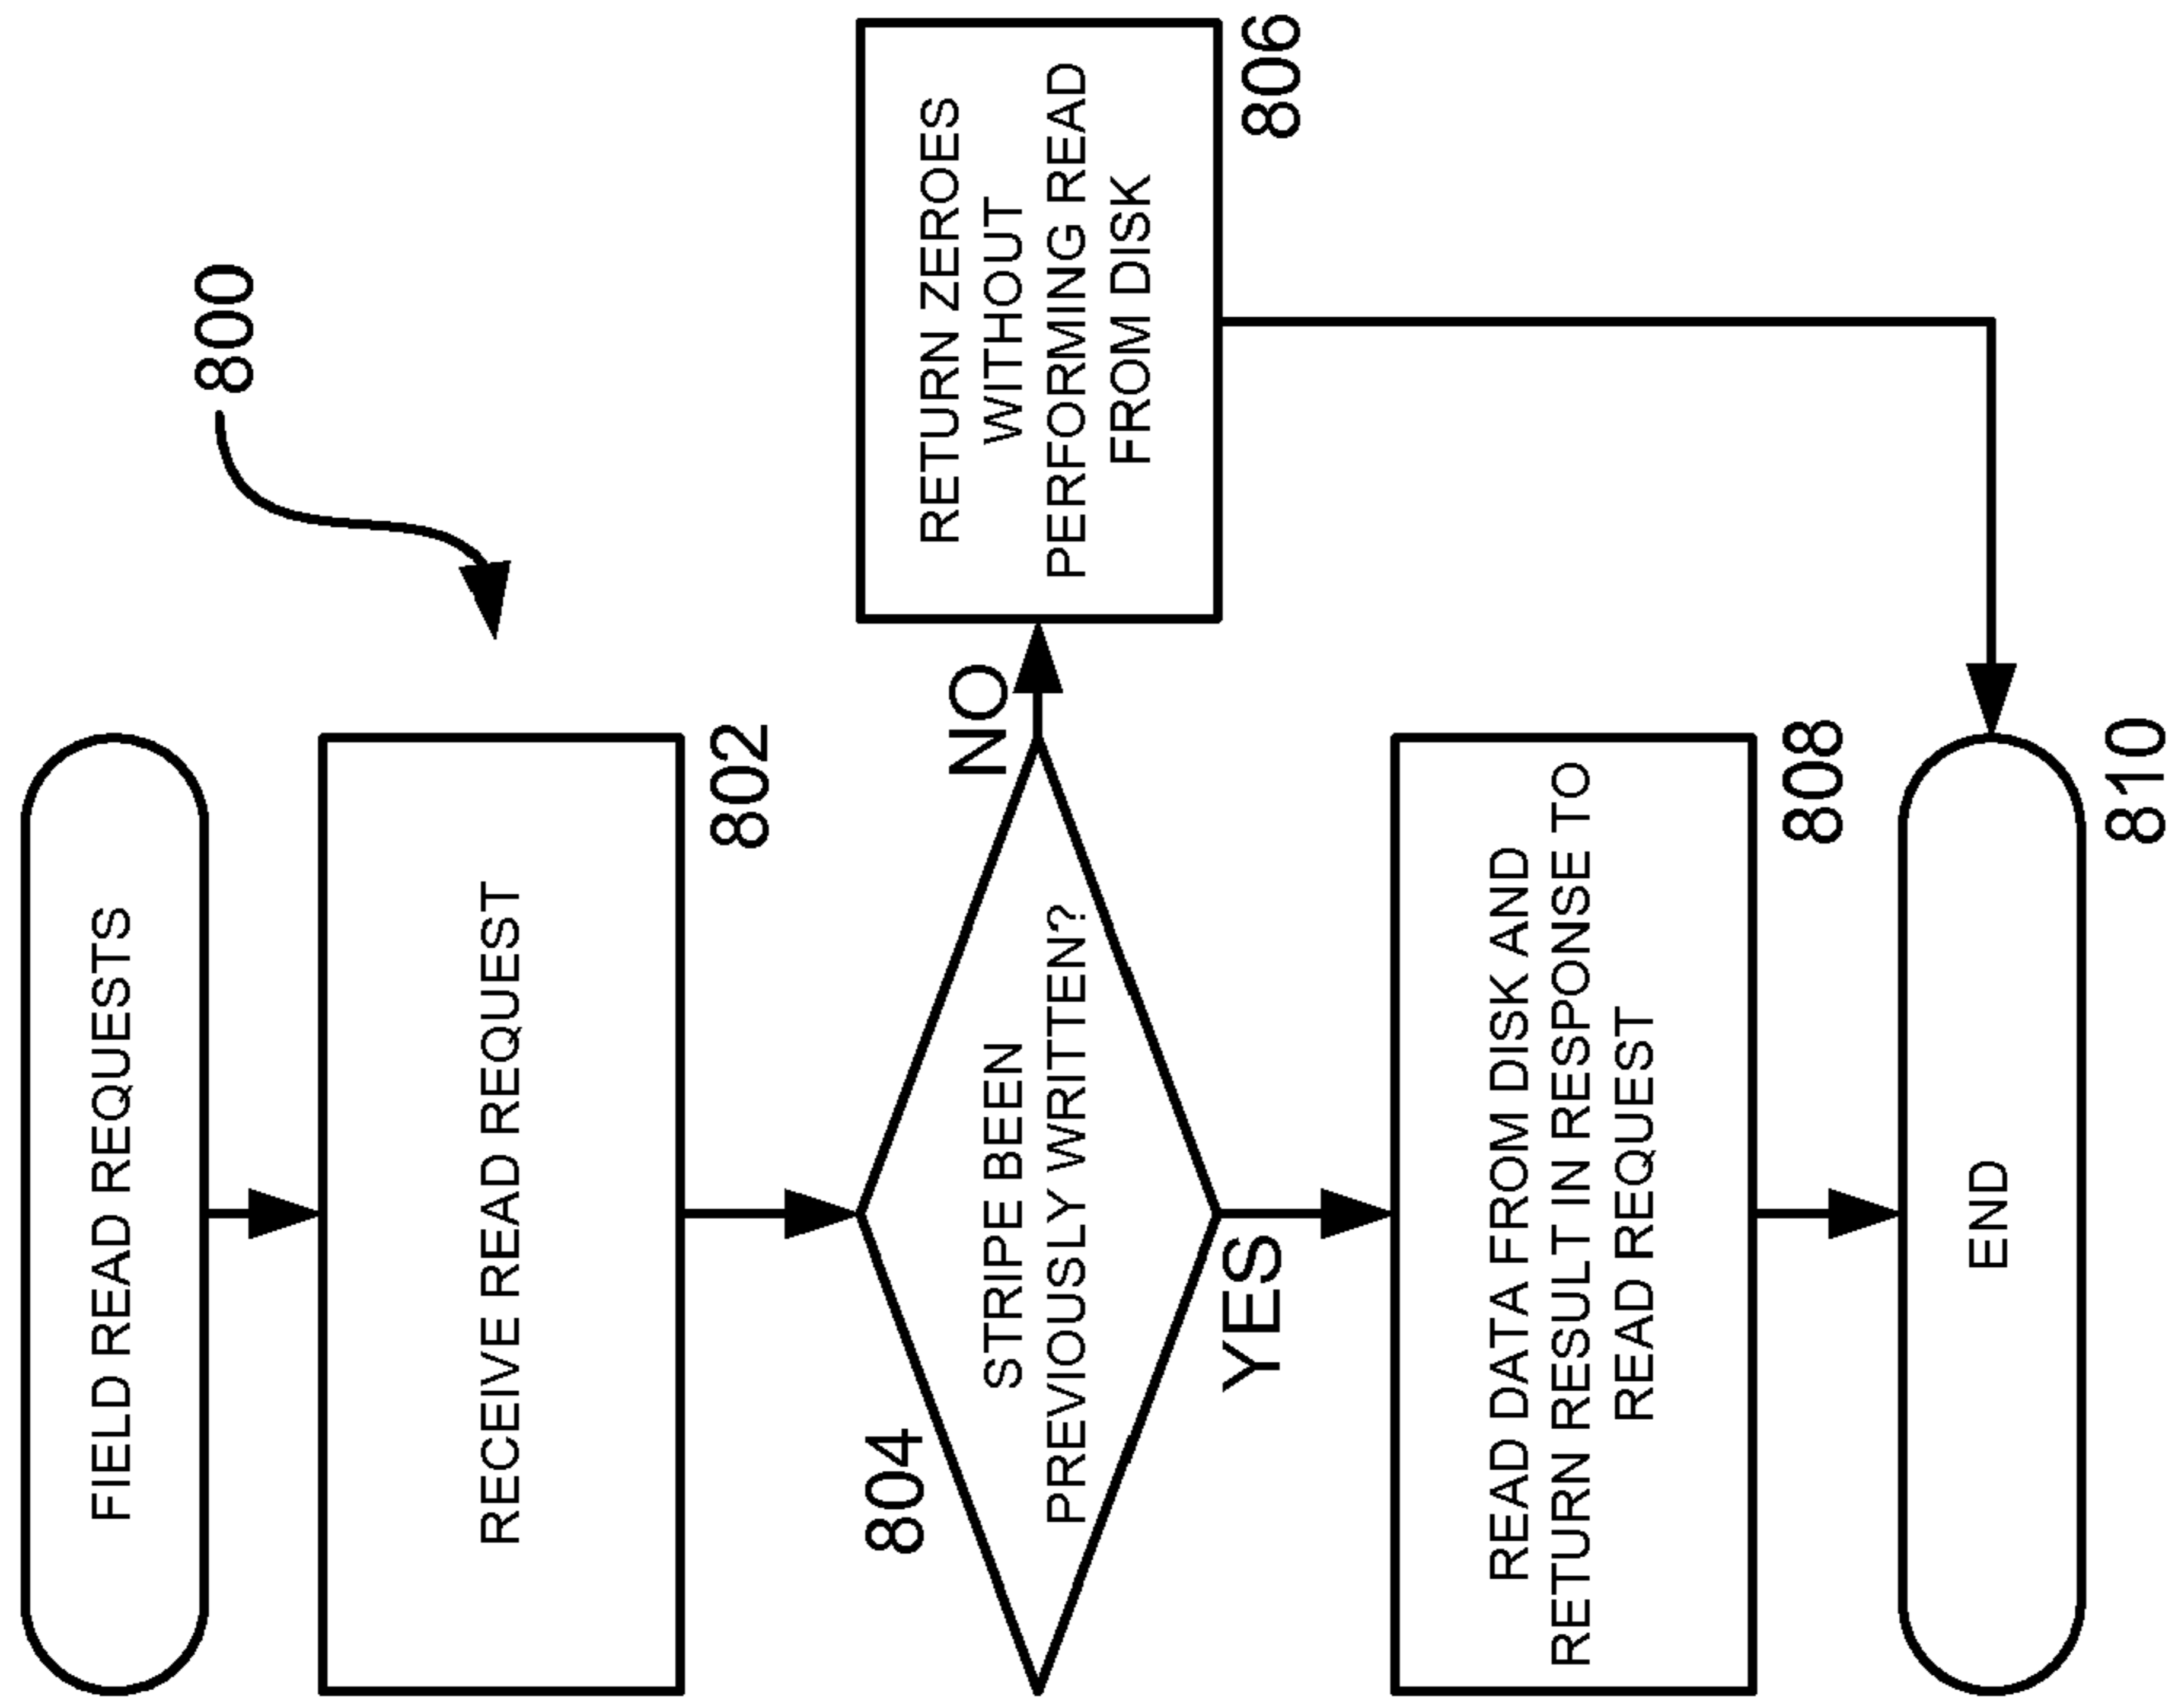 800
FIELD READ REQUESTS
RECEIVE READ REQUEST
802
804
STRIPE BEEN
PREVIOUSLY WRITTEN?
NO
RETURN ZEROES
WITHOUT
PERFORMING READ
FROM DISK
806
YES
READ DATA FROM DISK AND
RETURN RESULT IN RESPONSE TO
READ REQUEST
808
END
810